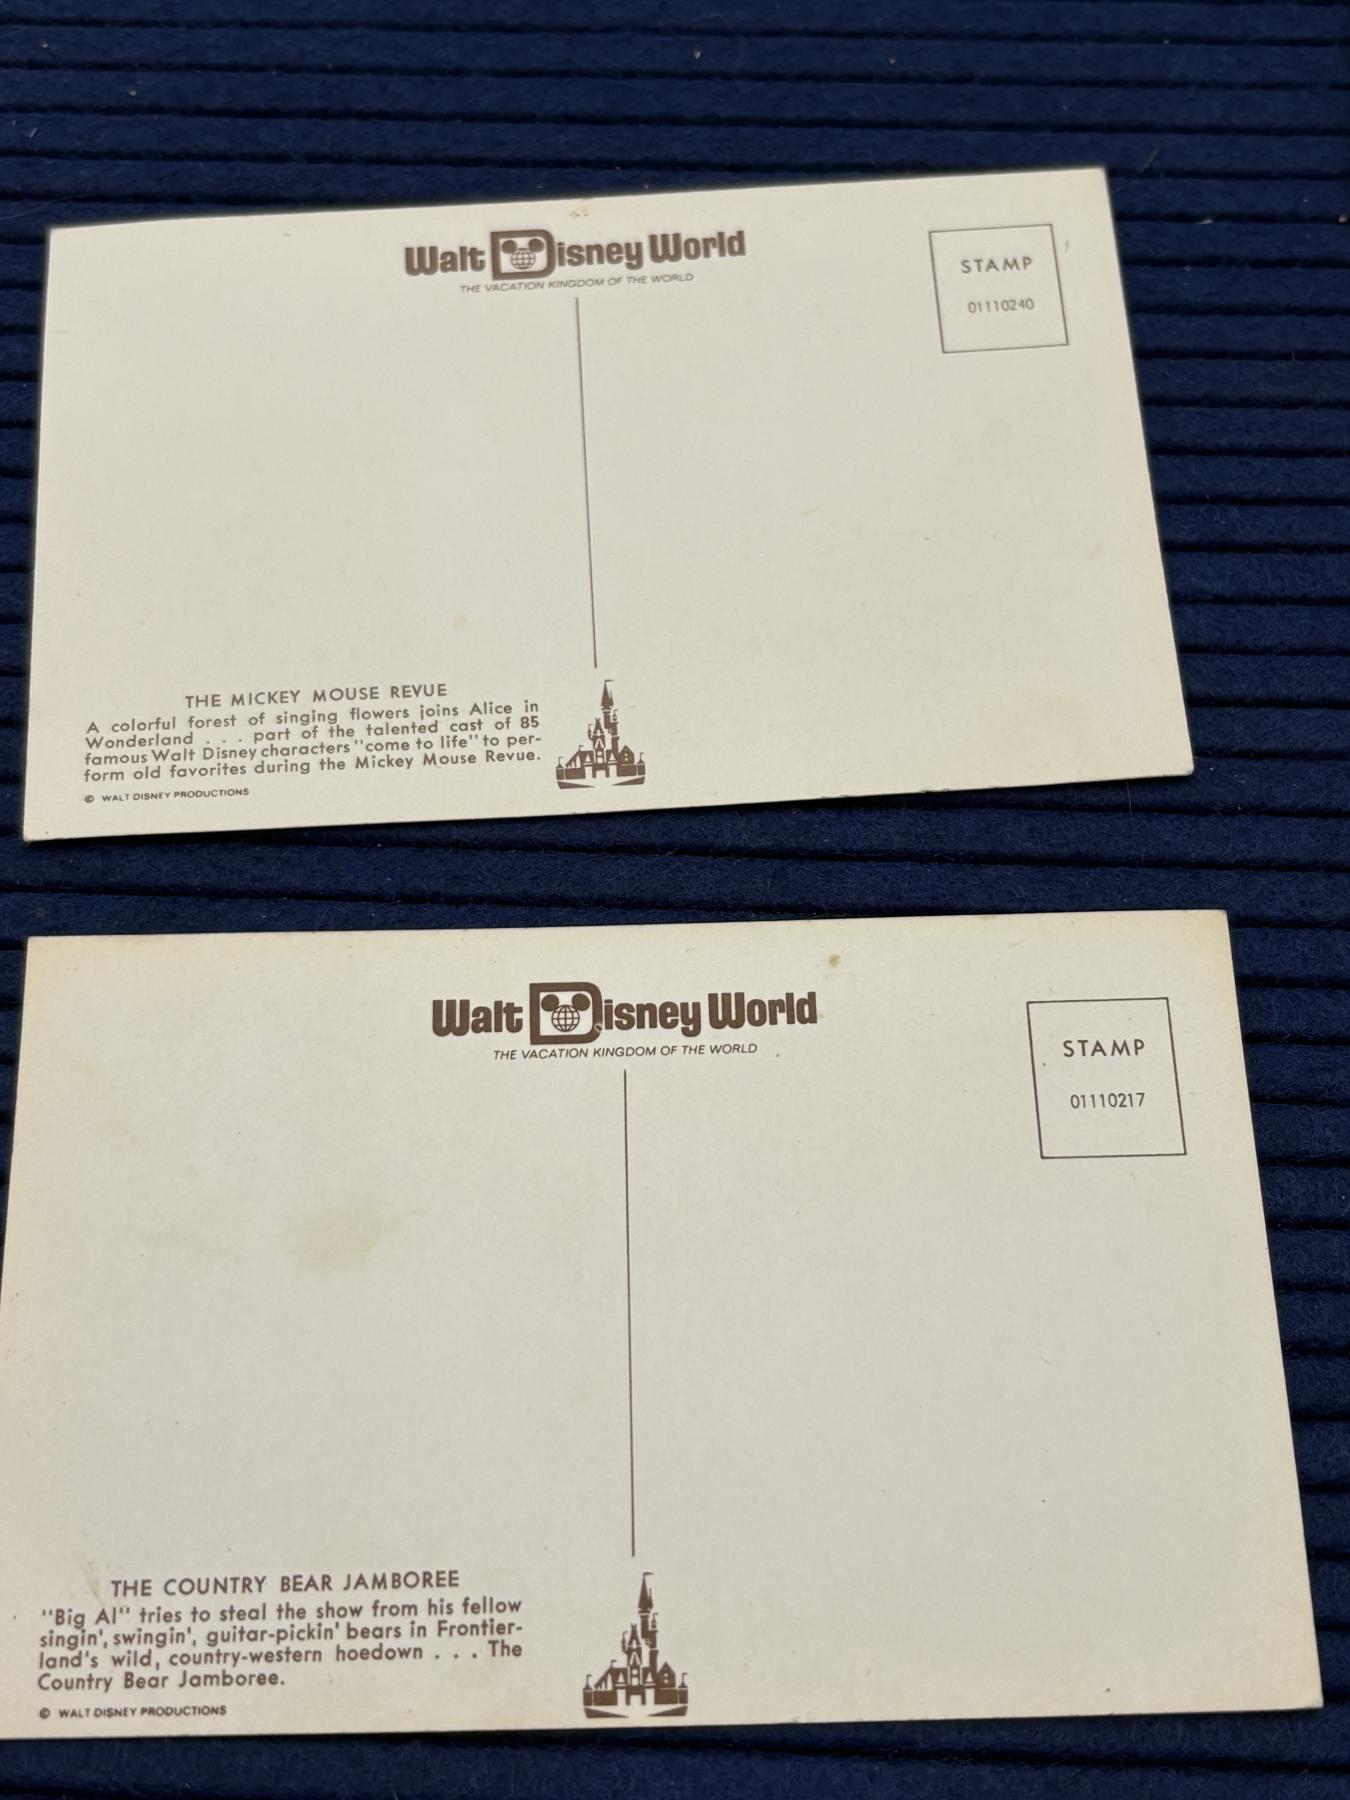 Walt Disney World
THE VACATION KINGDOM OF THE WORLD
STAMP
01110240
THE MICKEY MOUSE REVUE
A colorful forest of singing flowers joins Alice in
Wonderland . . . part of the talented cast of 85
famous Walt Disney characters "come to life" to per-
form old favorites during the Mickey Mouse Revue.
© WALT DISNEY PRODUCTIONS
Walt Disney World
THE VACATION KINGDOM OF THE WORLD
STAMP
01110217
THE COUNTRY BEAR JAMBOREE
"Big Al" tries to steal the show from his fellow
singin', swingin', guitar-pickin' bears in Frontier-
land's wild, country-western hoedown . . . The
Country Bear Jamboree.
© WALT DISNEY PRODUCTIONS